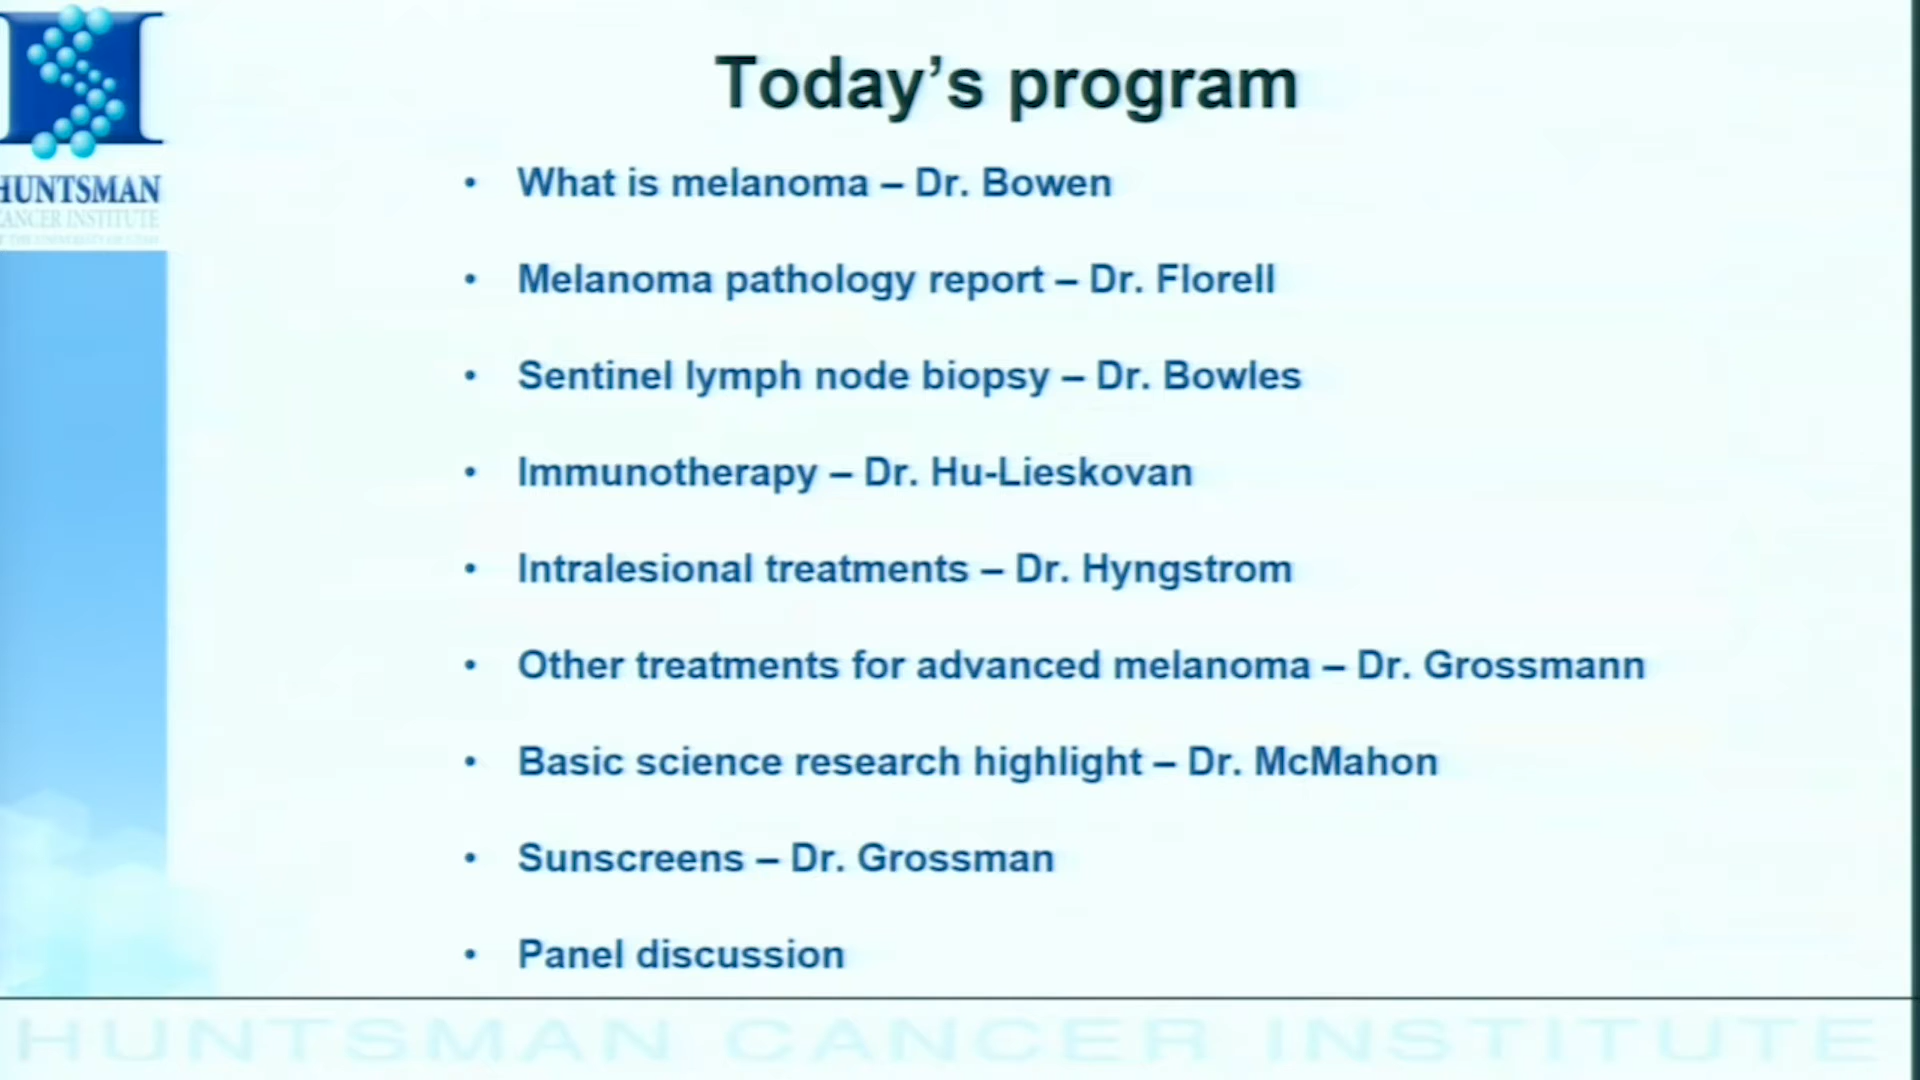 Today’s program
• What is melanoma – Dr. Bowen
• Melanoma pathology report – Dr. Florell
• Sentinel lymph node biopsy – Dr. Bowles
• Immunotherapy – Dr. Hu-Lieskovan
• Intralesional treatments – Dr. Hyngstrom
• Other treatments for advanced melanoma – Dr. Grossmann
• Basic science research highlight – Dr. McMahon
• Sunscreens – Dr. Grossman
• Panel discussion
HUNTSMAN
CANCER INSTITUTE
HUNTSMAN CANCER INSTITUTE